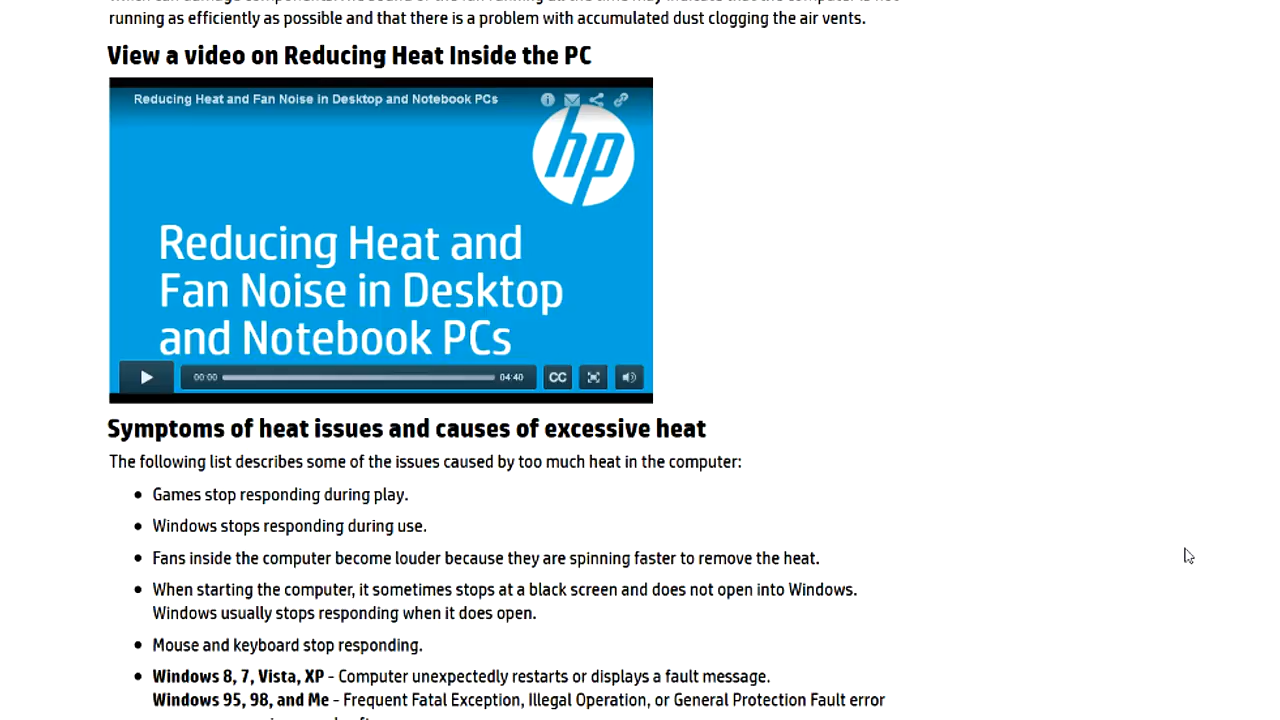 running as efficiently as possible and that there is a problem with accumulated dust clogging the air vents.
View a video on Reducing Heat Inside the PC
Reducing Heat and Fan Noise in Desktop and Notebook PCs
hp
Reducing Heat and
Fan Noise in Desktop
and Notebook PCs
00:00 04:40 CC
Symptoms of heat issues and causes of excessive heat
The following list describes some of the issues caused by too much heat in the computer:
Games stop responding during play.
Windows stops responding during use.
Fans inside the computer become louder because they are spinning faster to remove the heat.
When starting the computer, it sometimes stops at a black screen and does not open into Windows.
Windows usually stops responding when it does open.
Mouse and keyboard stop responding.
Windows 8, 7, Vista, XP - Computer unexpectedly restarts or displays a fault message.
Windows 95, 98, and Me - Frequent Fatal Exception, Illegal Operation, or General Protection Fault error